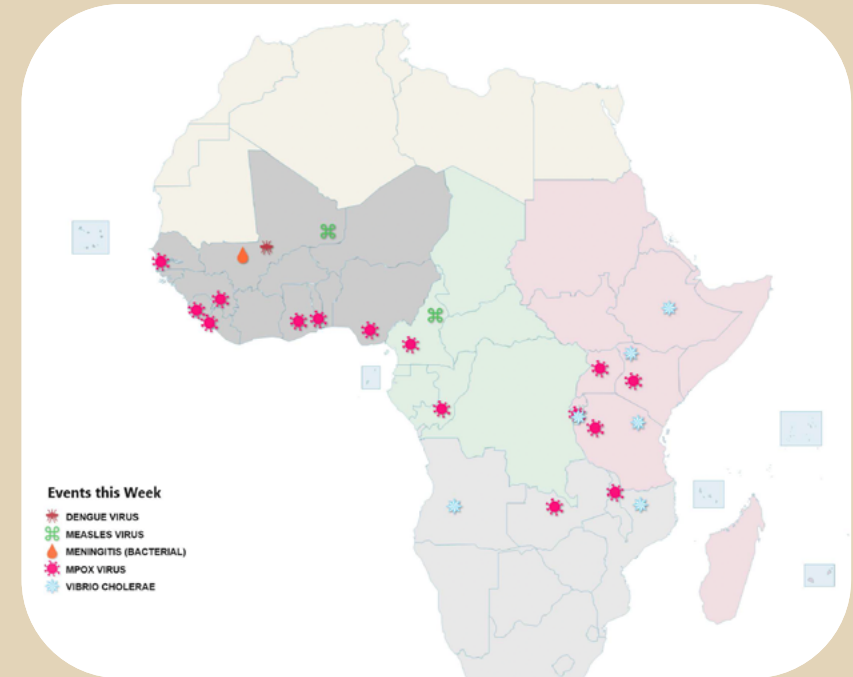 Events this Week
DENGUE VIRUS
MEASLES VIRUS
MENINGITIS (BACTERIAL)
MPOX VIRUS
VIBRIO CHOLERAE